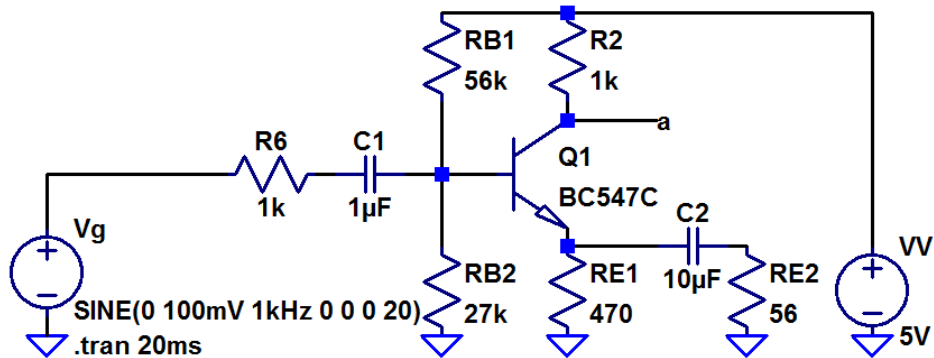 RB1
56k
R2
1k
a
R6
1k
C1
1µF
Q1
BC547C
Vg
+
−
SINE(0 100mV 1kHz 0 0 0 20)
.tran 20ms
RB2
27k
RE1
470
C2
10µF
RE2
56
VV
+
−
5V